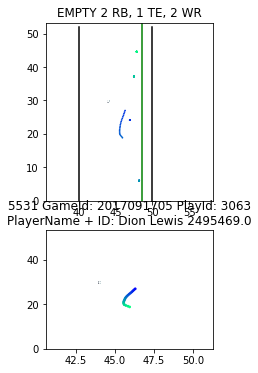 EMPTY 2 RB, 1 TE, 2 WR
50
40
30
20
10
0
40 45 50 55
5531 GameId: 2017091705 PlayId: 3063
PlayerName + ID: Dion Lewis 2495469.0
40
20
0
42.5 45.0 47.5 50.0